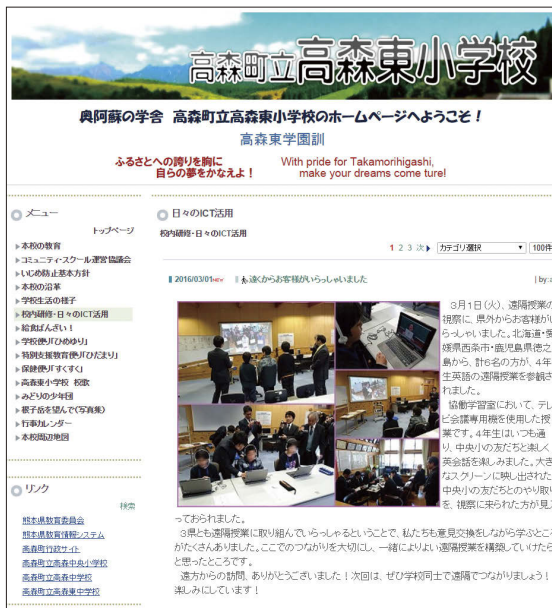 高森町立高森東小学校
奥阿蘇の学舎 高森町立高森東小学校のホームページへようこそ！
高森東学園訓
ふるさとへの誇りを胸に
自らの夢をかなえよ！
With pride for Takamorihigashi,
make your dreams come ture!
メニュー
トップページ
本校の教育
コミュニティ・スクール運営協議会
いじめ防止基本方針
本校の沿革
学校生活の様子
校内研修・日々のICT活用
給食ばんざい！
学校便り「ひめゆり」
特別支援教育便り「ひだまり」
保健便り「すくすく」
高森東小学校 校歌
みどりの少年団
根子岳を望んで（写真集）
行事カレンダー
本校周辺地図
リンク
検索
熊本県教育委員会
熊本県教育情報システム
高森町行政サイト
高森町立高森中央小学校
高森町立高森中学校
高森町立高森東中学校
日々のICT活用
校内研修・日々のICT活用
1 2 3 次 カテゴリ選択 100件
2016/03/01 NEW 遠くからお客様がいらっしゃいました | by:
3月1日（火）、遠隔授業の
視察に、県外からお客様がい
らっしゃいました。北海道・愛
媛県西条市・鹿児島県徳之
島から、計6名の方が、4年
生英語の遠隔授業を参観さ
れました。
協働学習室において、テレ
ビ会議専用機を使用した授
業です。4年生はいつも通
り、中央小の友だちと楽しく
英会話を楽しみました。大き
なスクリーンに映し出された
中央小の友だちとのやり取り
を、視察に来られた方が見入
っておられました。
3県とも遠隔授業に取り組んでいらっしゃるということで、私たちも意見交換をしながら学ぶところ
がたくさんありました。ここでのつながりを大切にし、一緒によりよい遠隔授業を構築していけたら
と思ったところです。
遠方からの訪問、ありがとうございました！次回は、ぜひ学校同士で遠隔でつながりましょう！
楽しみにしています！